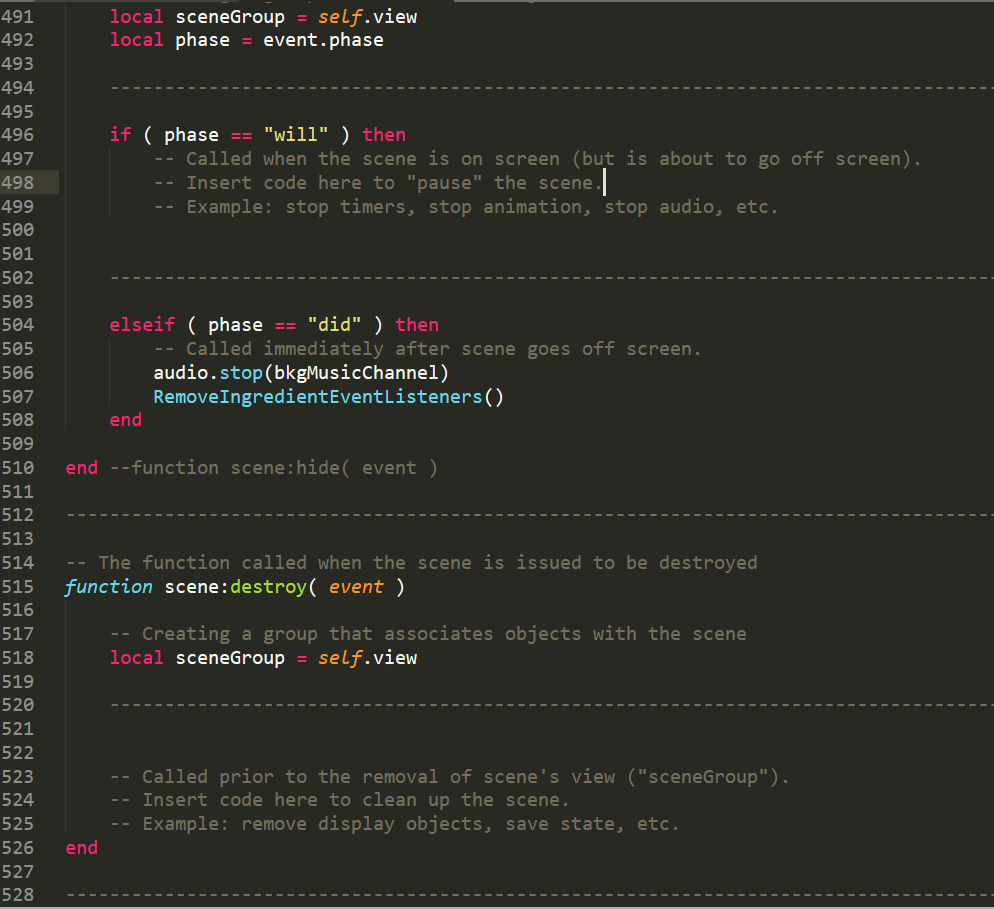 491 local sceneGroup = self.view
492 local phase = event.phase
493
494 --------------------------------------------------------------------------------
495
496 if ( phase == "will" ) then
497 -- Called when the scene is on screen (but is about to go off screen).
498 -- Insert code here to "pause" the scene.
499 -- Example: stop timers, stop animation, stop audio, etc.
500
501
502 --------------------------------------------------------------------------------
503
504 elseif ( phase == "did" ) then
505 -- Called immediately after scene goes off screen.
506 audio.stop(bkgMusicChannel)
507 RemoveIngredientEventListeners()
508 end
509
510 end --function scene:hide( event )
511
512 ------------------------------------------------------------------------------------
513
514 -- The function called when the scene is issued to be destroyed
515 function scene:destroy( event )
516
517 -- Creating a group that associates objects with the scene
518 local sceneGroup = self.view
519
520 --------------------------------------------------------------------------------
521
522
523 -- Called prior to the removal of scene's view ("sceneGroup").
524 -- Insert code here to clean up the scene.
525 -- Example: remove display objects, save state, etc.
526 end
527
528 ------------------------------------------------------------------------------------